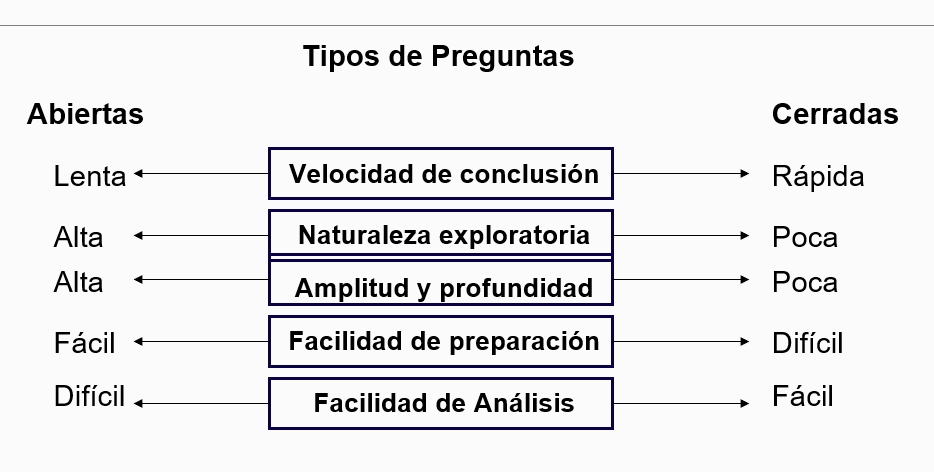 Tipos de Preguntas
Abiertas Cerradas
Lenta Velocidad de conclusión Rápida
Alta Naturaleza exploratoria Poca
Alta Amplitud y profundidad Poca
Fácil Facilidad de preparación Difícil
Difícil Facilidad de Análisis Fácil